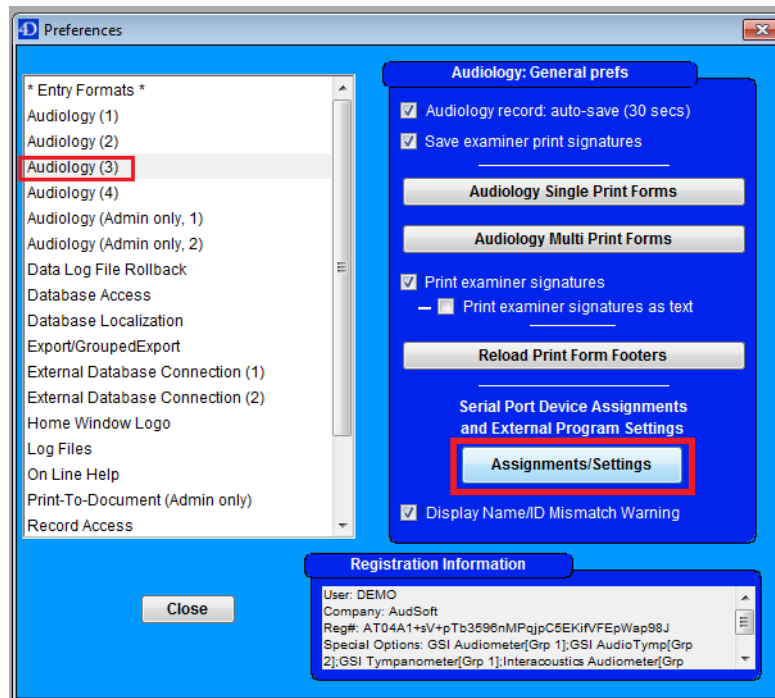 Preferences
* Entry Formats *
Audiology (1)
Audiology (2)
Audiology (3)
Audiology (4)
Audiology (Admin only, 1)
Audiology (Admin only, 2)
Data Log File Rollback
Database Access
Database Localization
Export/GroupedExport
External Database Connection (1)
External Database Connection (2)
Home Window Logo
Log Files
On Line Help
Print-To-Document (Admin only)
Record Access
Close
Audiology: General prefs
Audiology record: auto-save (30 secs)
Save examiner print signatures
Audiology Single Print Forms
Audiology Multi Print Forms
Print examiner signatures
Print examiner signatures as text
Reload Print Form Footers
Serial Port Device Assignments
and External Program Settings
Assignments/Settings
Display Name/ID Mismatch Warning
Registration Information
User: DEMO
Company: AudSoft
Reg#: AT04A1+sV+pTb3596nMPqjpC5EKifVFEpWap98J
Special Options: GSI Audiometer[Grp 1];GSI AudioTymp[Grp
2];GSI Tympanometer[Grp 1];Interacoustics Audiometer[Grp